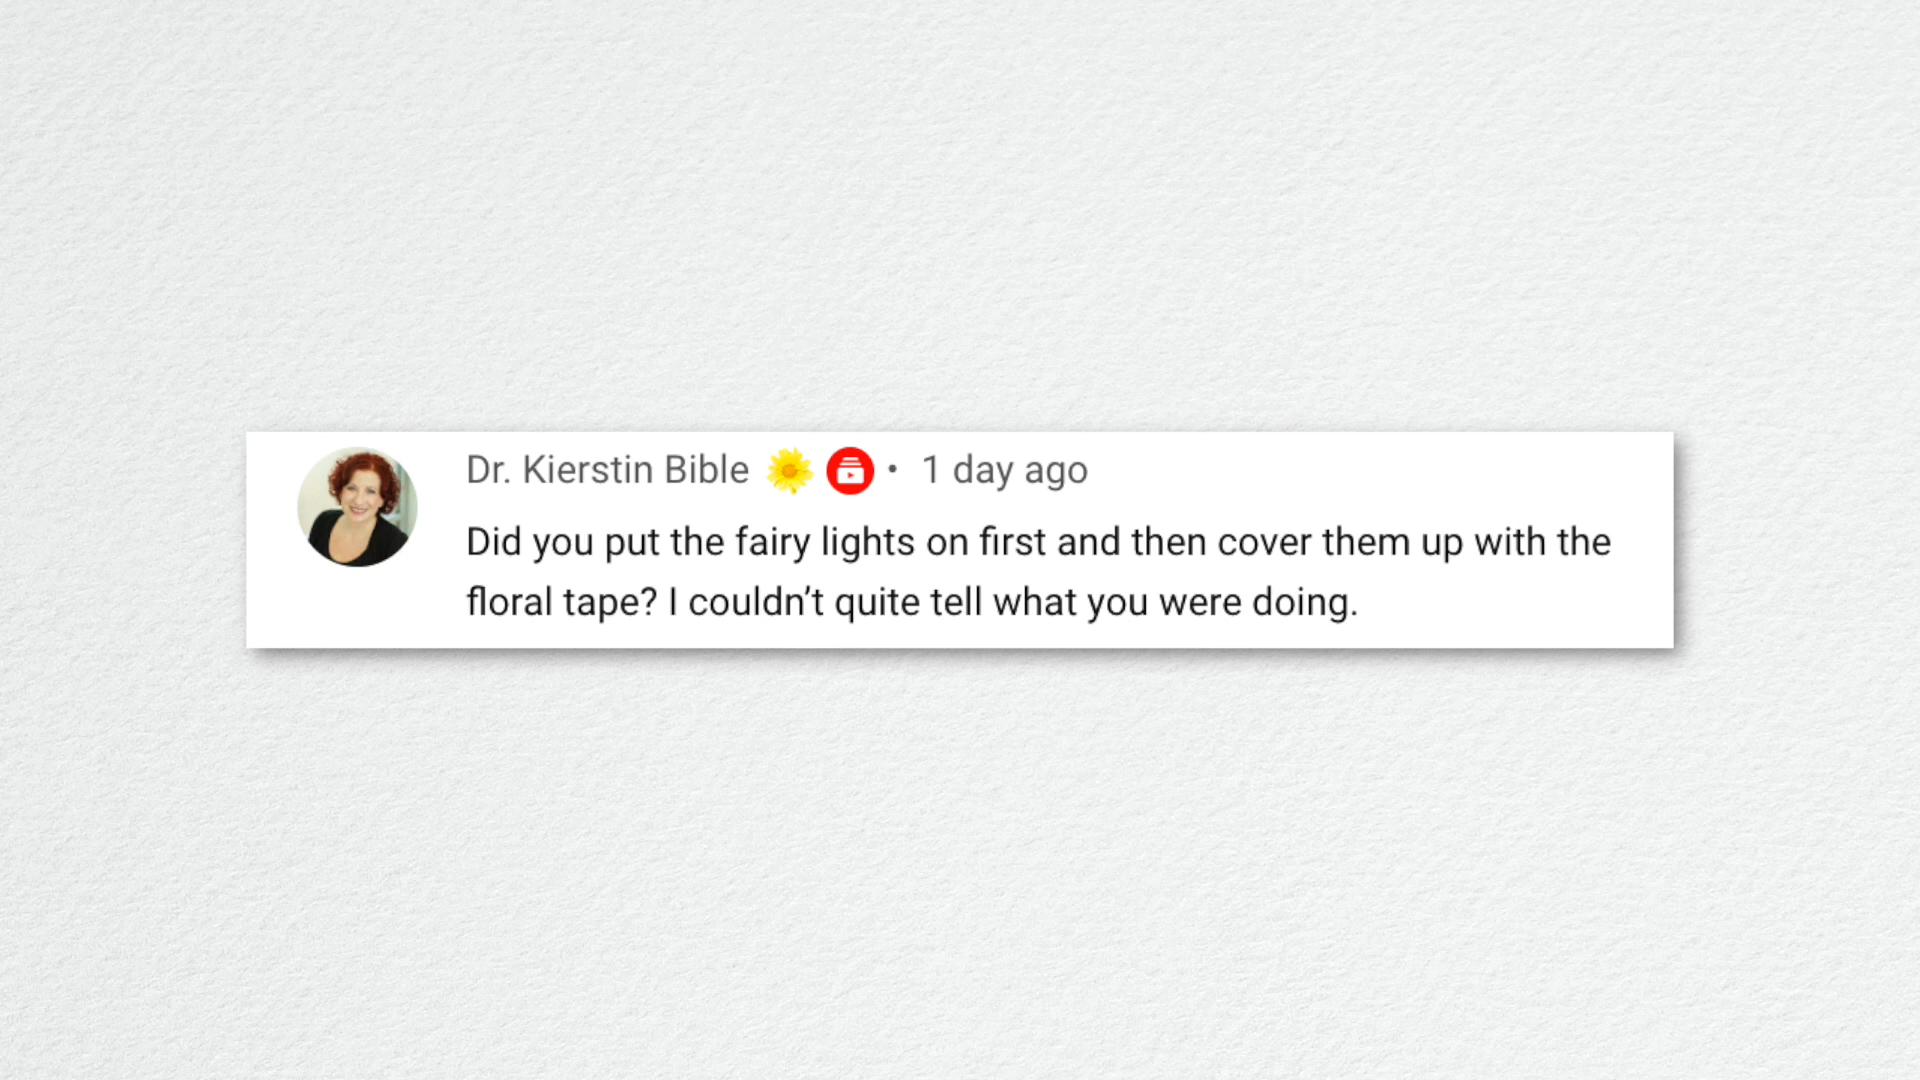 Dr. Kierstin Bible • 1 day ago
Did you put the fairy lights on first and then cover them up with the
floral tape? I couldn’t quite tell what you were doing.